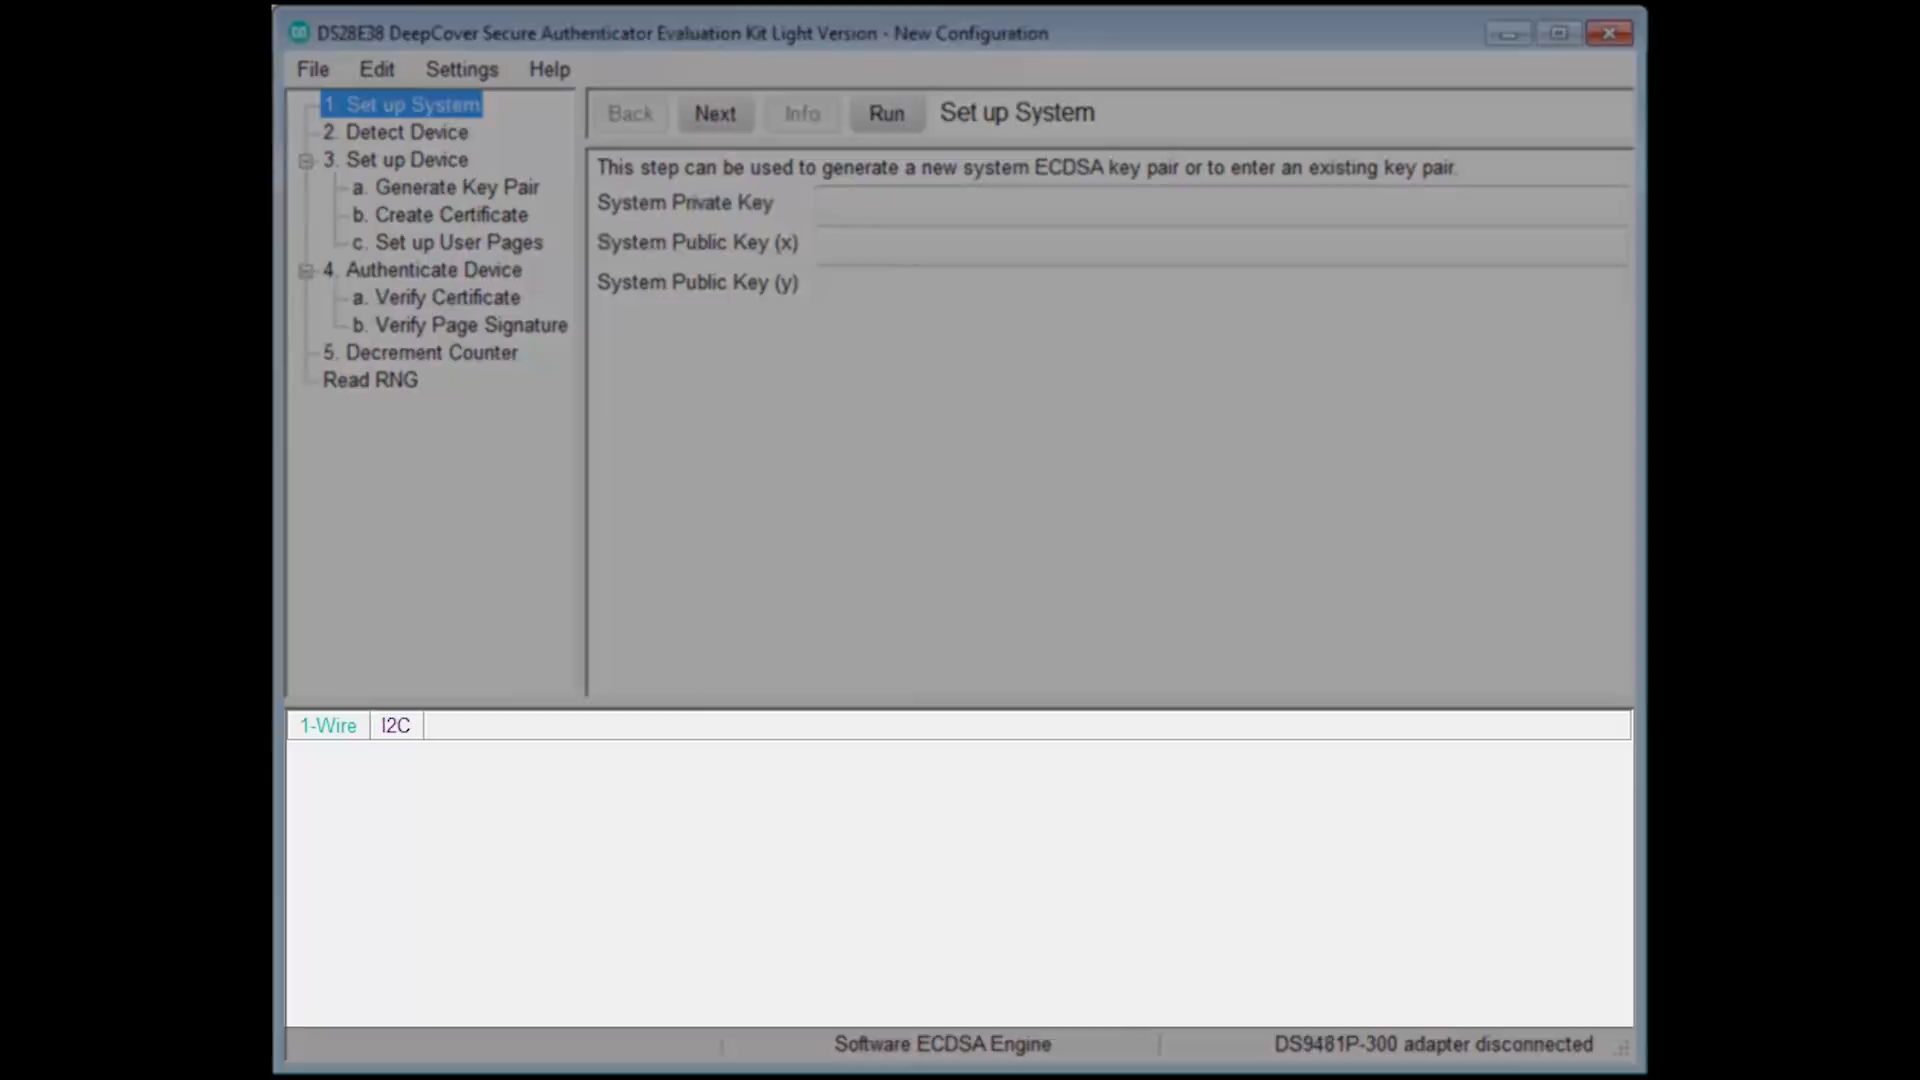 DS28E38 DeepCover Secure Authenticator Evaluation Kit Light Version - New Configuration
File Edit Settings Help
1. Set up System
2. Detect Device
3. Set up Device
a. Generate Key Pair
b. Create Certificate
c. Set up User Pages
4. Authenticate Device
a. Verify Certificate
b. Verify Page Signature
5. Decrement Counter
Read RNG
Back Next Info Run Set up System
This step can be used to generate a new system ECDSA key pair or to enter an existing key pair.
System Private Key
System Public Key (x)
System Public Key (y)
1-Wire I2C
Software ECDSA Engine DS9481P-300 adapter disconnected